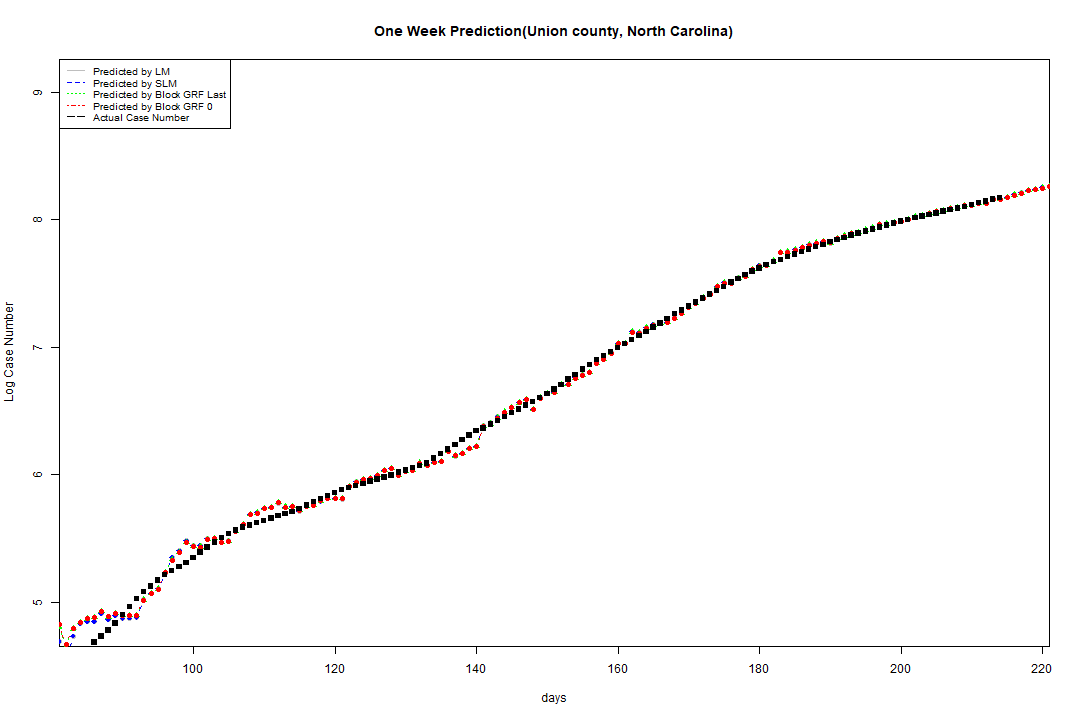 One Week Prediction(Union county, North Carolina)
Predicted by LM
Predicted by SLM
Predicted by Block GRF Last
Predicted by Block GRF 0
Actual Case Number
9
8
7
6
5
Log Case Number
100 120 140 160 180 200 220
days